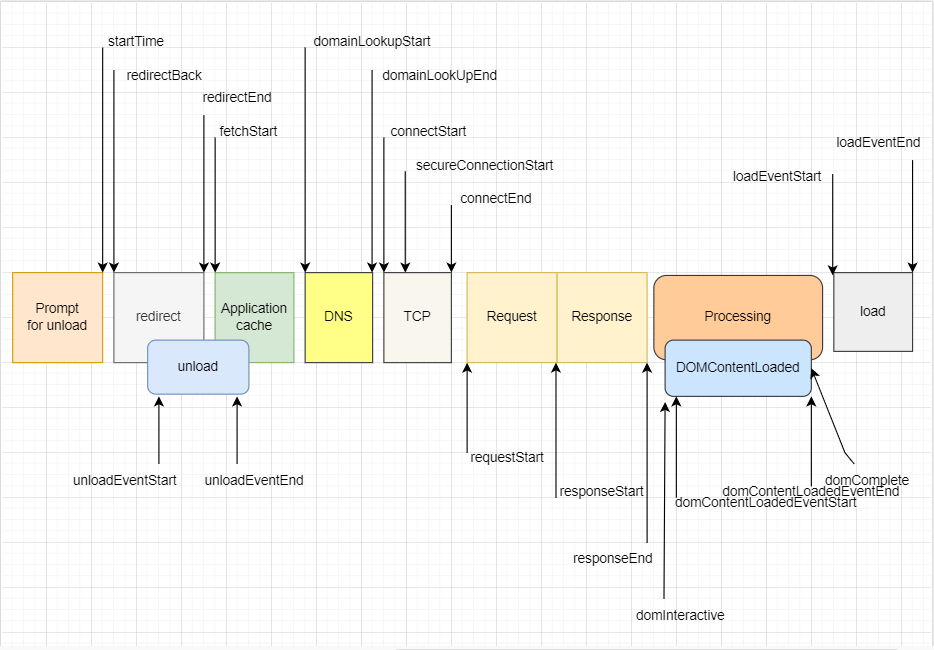 startTime
domainLookupStart
redirectBack
domainLookUpEnd
redirectEnd
fetchStart
connectStart
loadEventEnd
secureConnectionStart
loadEventStart
connectEnd
Prompt
for unload
redirect
Application
cache
DNS
TCP
Request
Response
Processing
load
unload
DOMContentLoaded
requestStart
unloadEventStart
unloadEventEnd
domComplete
responseStart
domContentLoadedEventEnd
domContentLoadedEventStart
responseEnd
domInteractive